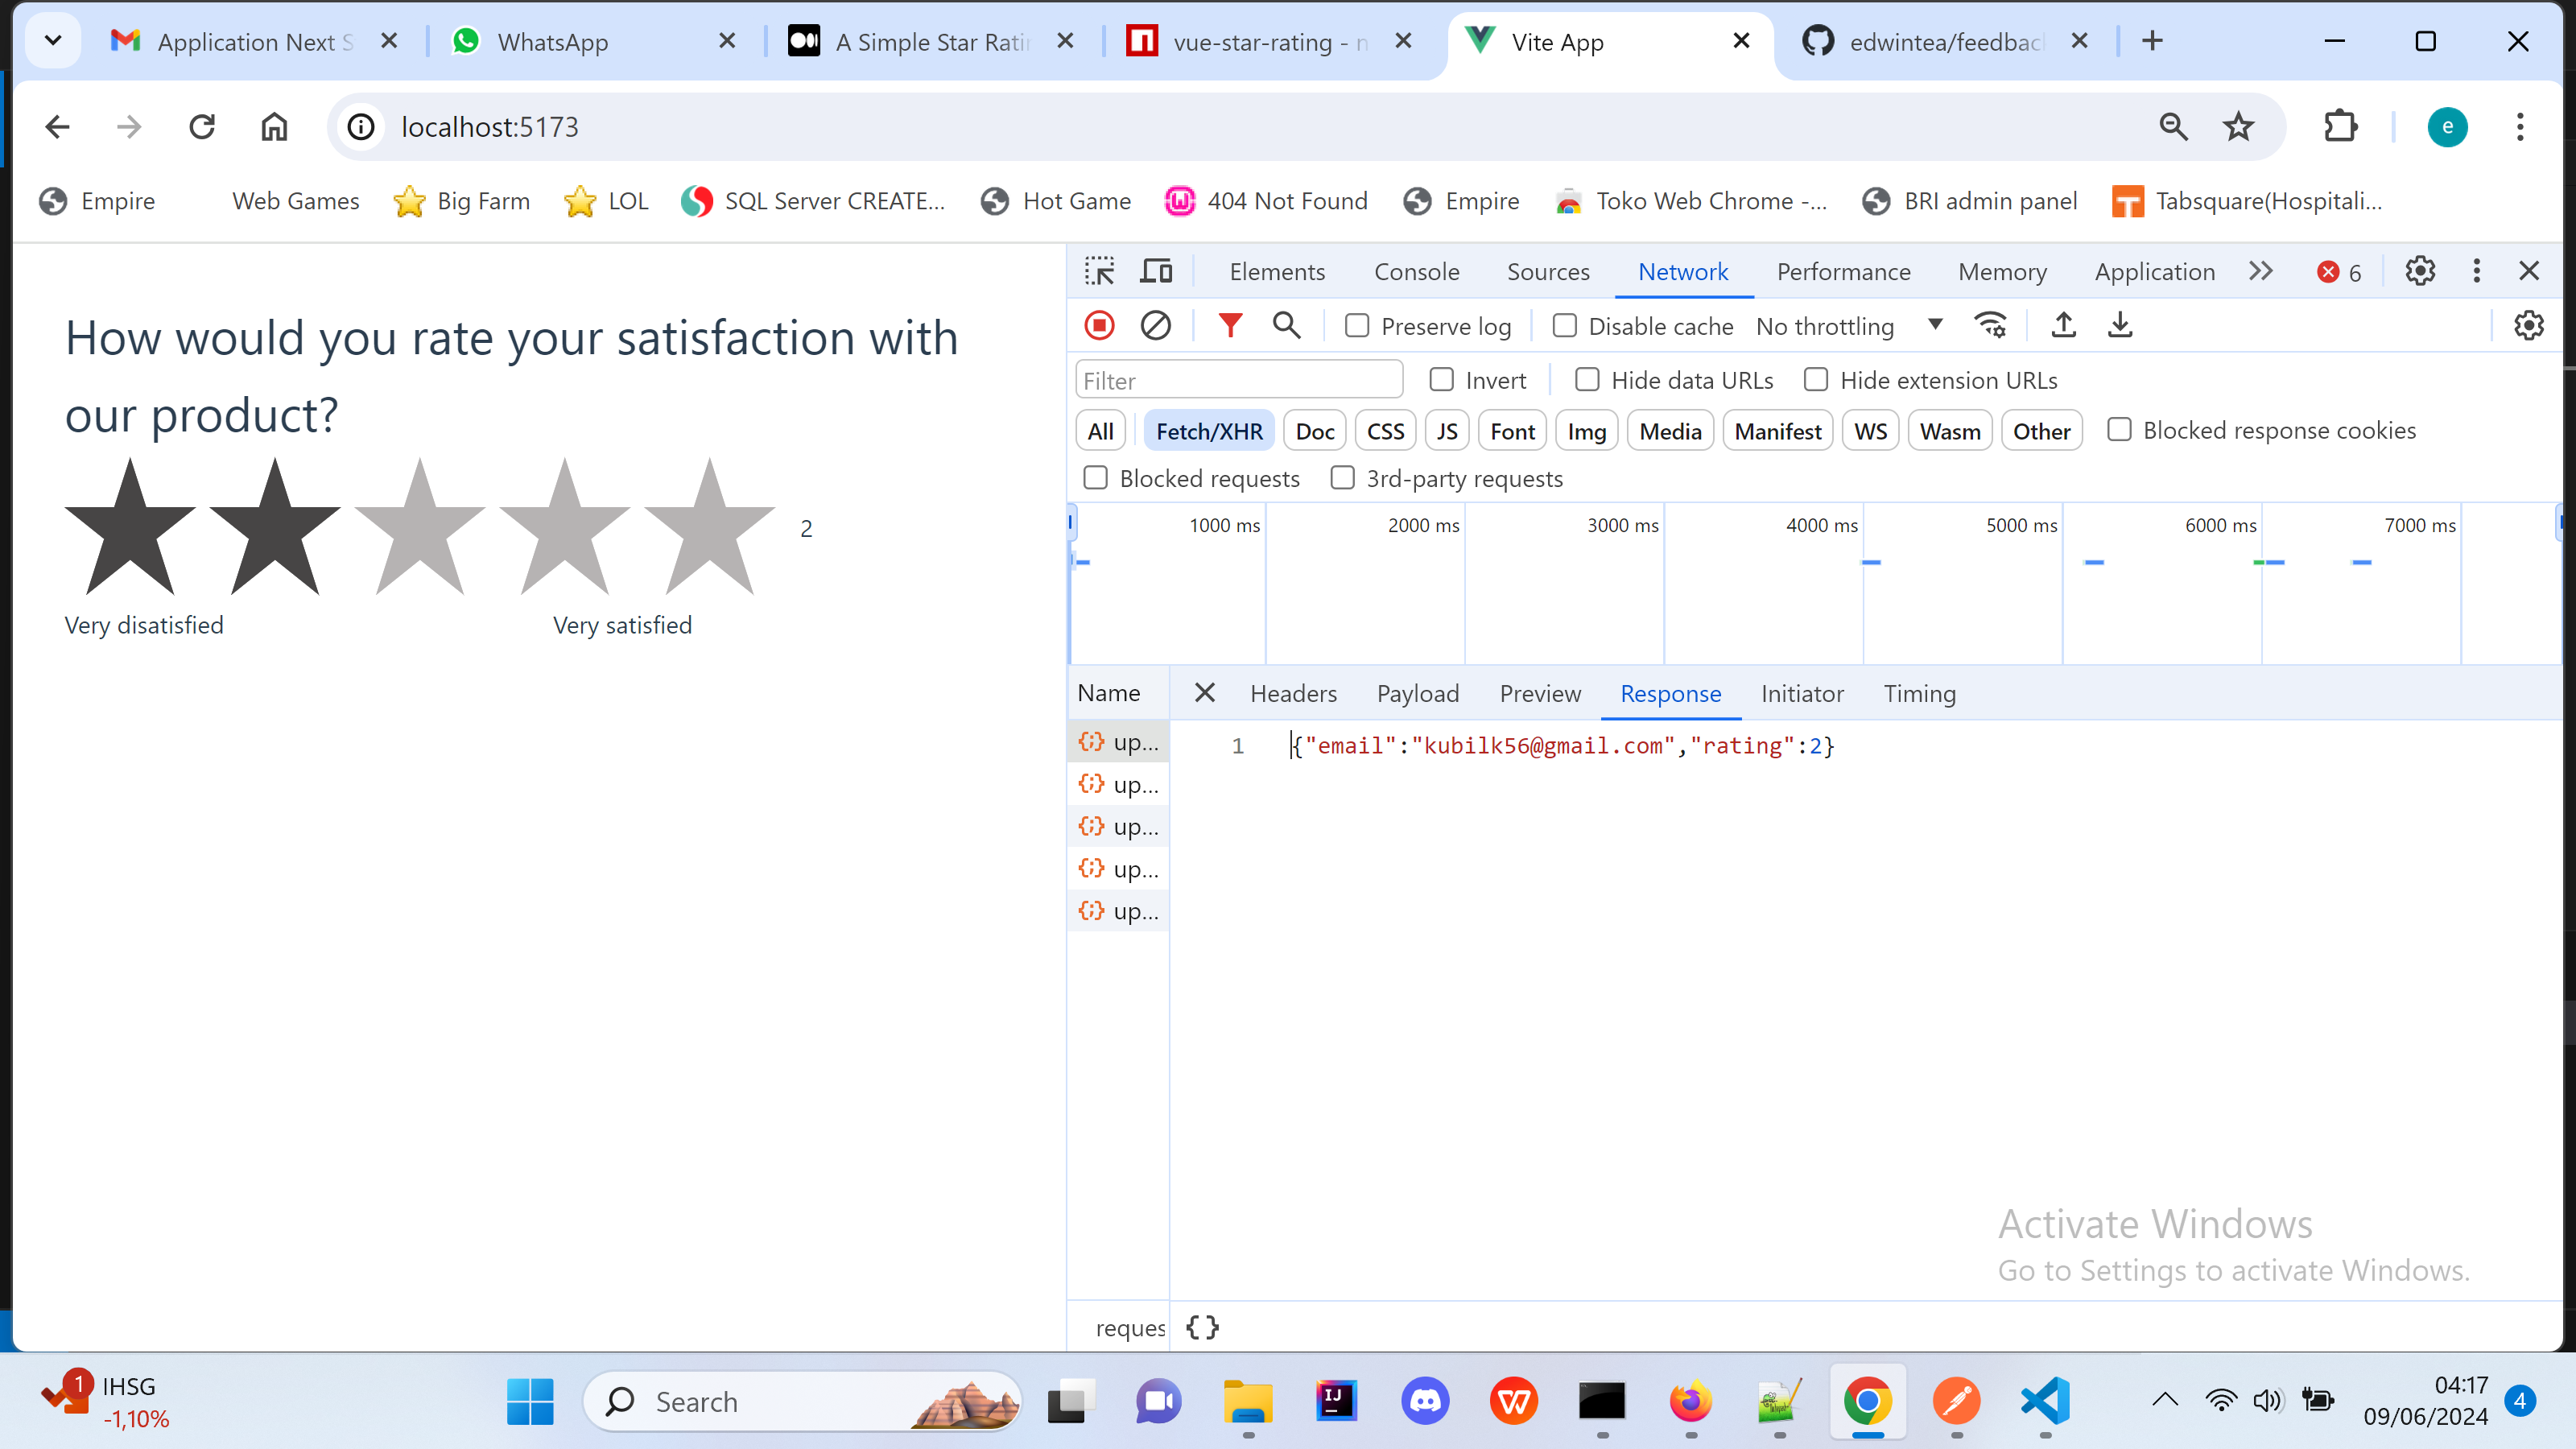 Application Next S
WhatsApp
A Simple Star Ratin
vue-star-rating - n
Vite App
edwintea/feedbac
localhost:5173
e
Empire
Web Games
Big Farm
LOL
SQL Server CREATE...
Hot Game
404 Not Found
Empire
Toko Web Chrome -...
BRI admin panel
Tabsquare(Hospitali...
How would you rate your satisfaction with
our product?
2
Very disatisfied
Very satisfied
Elements
Console
Sources
Network
Performance
Memory
Application
6
Preserve log
Disable cache
No throttling
Filter
Invert
Hide data URLs
Hide extension URLs
All
Fetch/XHR
Doc
CSS
JS
Font
Img
Media
Manifest
WS
Wasm
Other
Blocked response cookies
Blocked requests
3rd-party requests
1000 ms
2000 ms
3000 ms
4000 ms
5000 ms
6000 ms
7000 ms
Name
Headers
Payload
Preview
Response
Initiator
Timing
up...
up...
up...
up...
up...
1
{"email":"kubilk56@gmail.com","rating":2}
Activate Windows
Go to Settings to activate Windows.
reques
{ }
1
IHSG
-1,10%
Search
IJ
W
04:17
09/06/2024
4